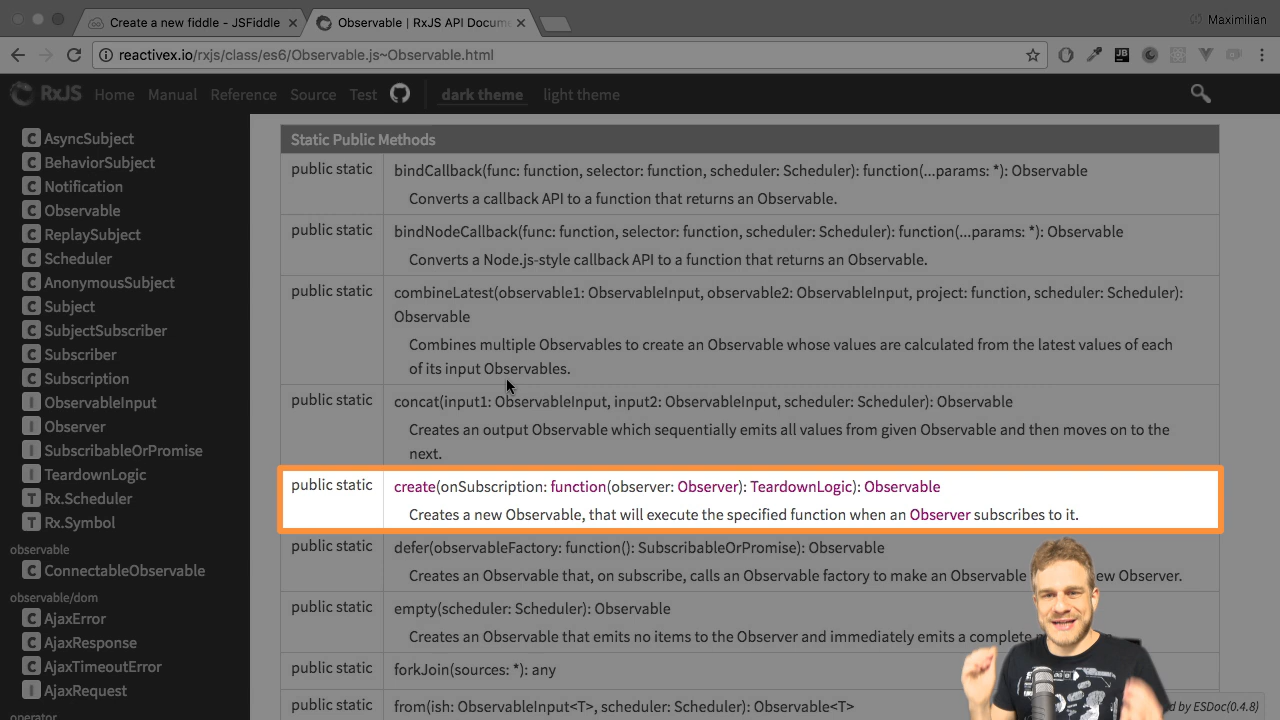 Create a new fiddle - JSFiddle
Observable | RxJS API Docum
Maximilian
reactivex.io/rxjs/class/es6/Observable.js~Observable.html
JB
RxJS Home Manual Reference Source Test dark theme light theme
C AsyncSubject
C BehaviorSubject
C Notification
C Observable
C ReplaySubject
C Scheduler
C AnonymousSubject
C Subject
C SubjectSubscriber
C Subscriber
C Subscription
I ObservableInput
I Observer
I SubscribableOrPromise
I TeardownLogic
T Rx.Scheduler
T Rx.Symbol
observable
C ConnectableObservable
observable/dom
C AjaxError
C AjaxResponse
C AjaxTimeoutError
I AjaxRequest
operator
Static Public Methods
public static bindCallback(func: function, selector: function, scheduler: Scheduler): function(...params: *): Observable
Converts a callback API to a function that returns an Observable.
public static bindNodeCallback(func: function, selector: function, scheduler: Scheduler): function(...params: *): Observable
Converts a Node.js-style callback API to a function that returns an Observable.
public static combineLatest(observable1: ObservableInput, observable2: ObservableInput, project: function, scheduler: Scheduler):
Observable
Combines multiple Observables to create an Observable whose values are calculated from the latest values of each
of its input Observables.
public static concat(input1: ObservableInput, input2: ObservableInput, scheduler: Scheduler): Observable
Creates an output Observable which sequentially emits all values from given Observable and then moves on to the
next.
public static create(onSubscription: function(observer: Observer): TeardownLogic): Observable
Creates a new Observable, that will execute the specified function when an Observer subscribes to it.
public static defer(observableFactory: function(): SubscribableOrPromise): Observable
Creates an Observable that, on subscribe, calls an Observable factory to make an Observable ew Observer.
public static empty(scheduler: Scheduler): Observable
Creates an Observable that emits no items to the Observer and immediately emits a complete
public static forkJoin(sources: *): any
public static from(ish: ObservableInput<T>, scheduler: Scheduler): Observable<T>
d by ESDoc(0.4.8)